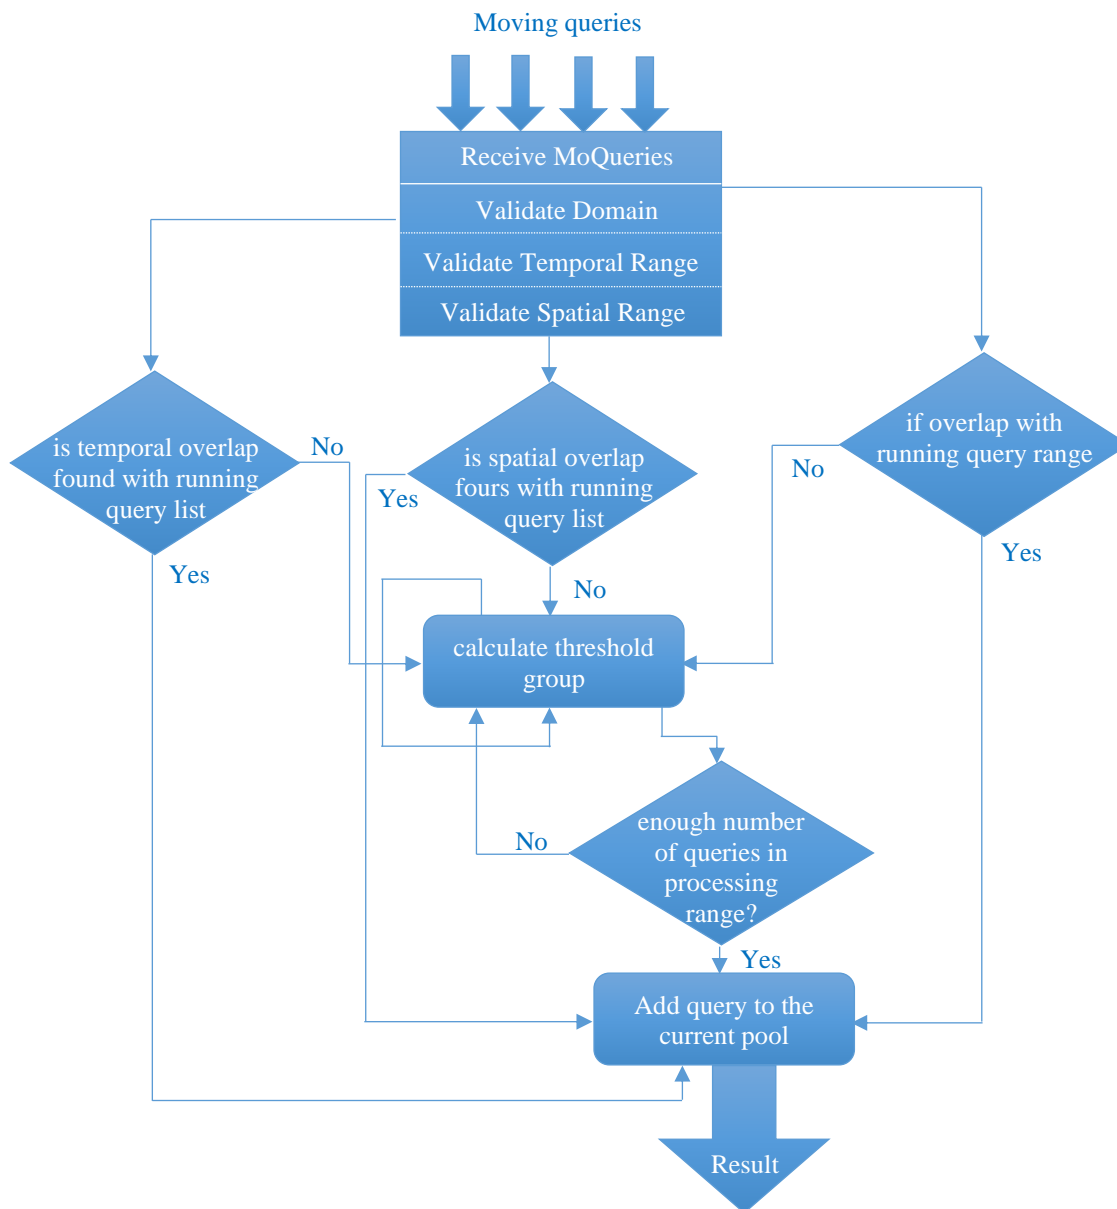 Moving queries
Receive MoQueries
Validate Domain
Validate Temporal Range
Validate Spatial Range
is temporal overlap
found with running
query list
No
Yes
is spatial overlap
fours with running
query list
Yes
No
if overlap with
running query range
No
Yes
calculate threshold
group
enough number
of queries in
processing
range?
No
Yes
Add query to the
current pool
Result